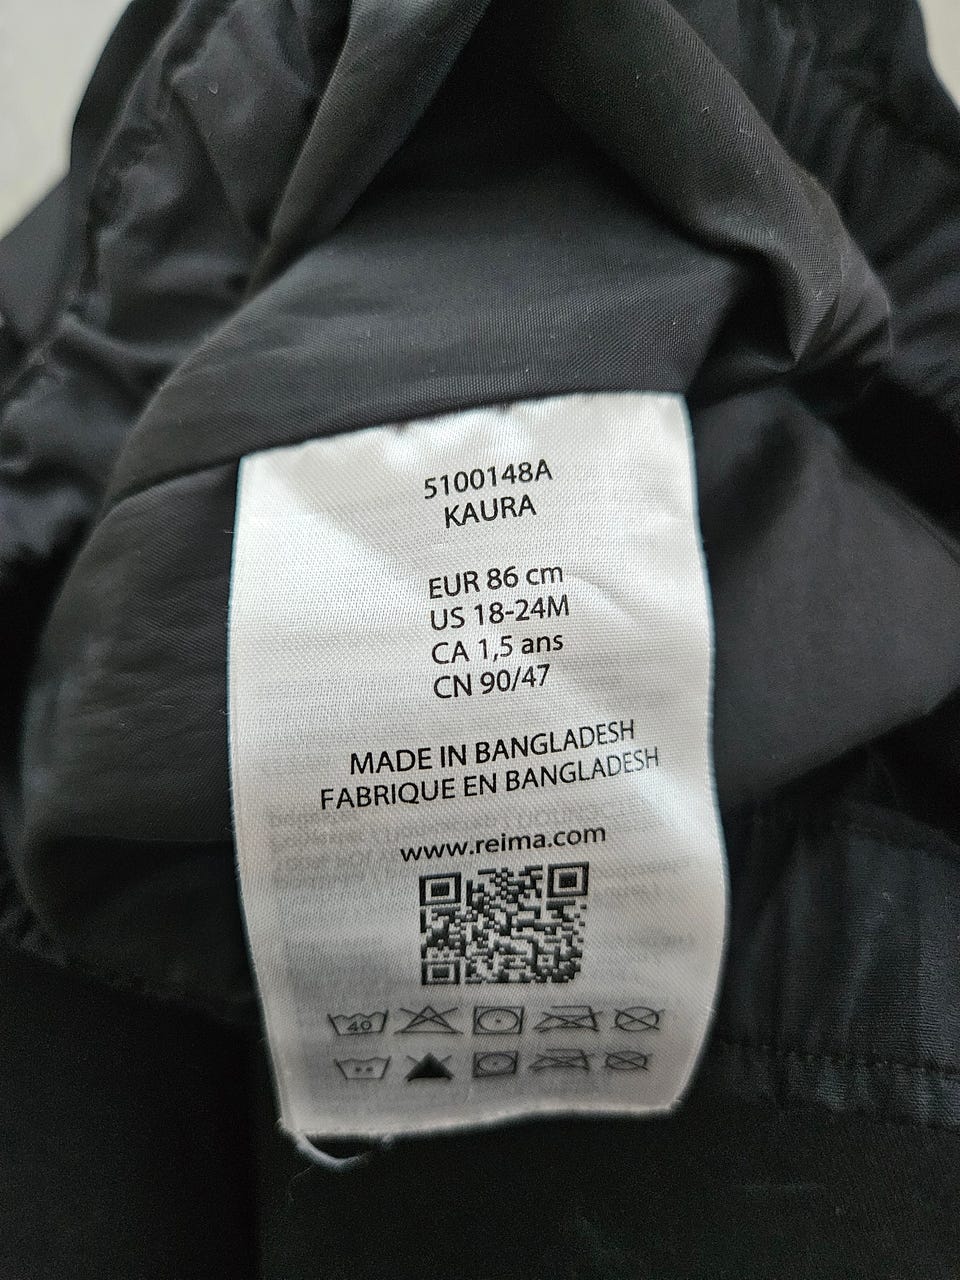 5100148A
KAURA
EUR 86 cm
US 18-24M
CA 1,5 ans
CN 90/47
MADE IN BANGLADESH
FABRIQUE EN BANGLADESH
www.reima.com
40